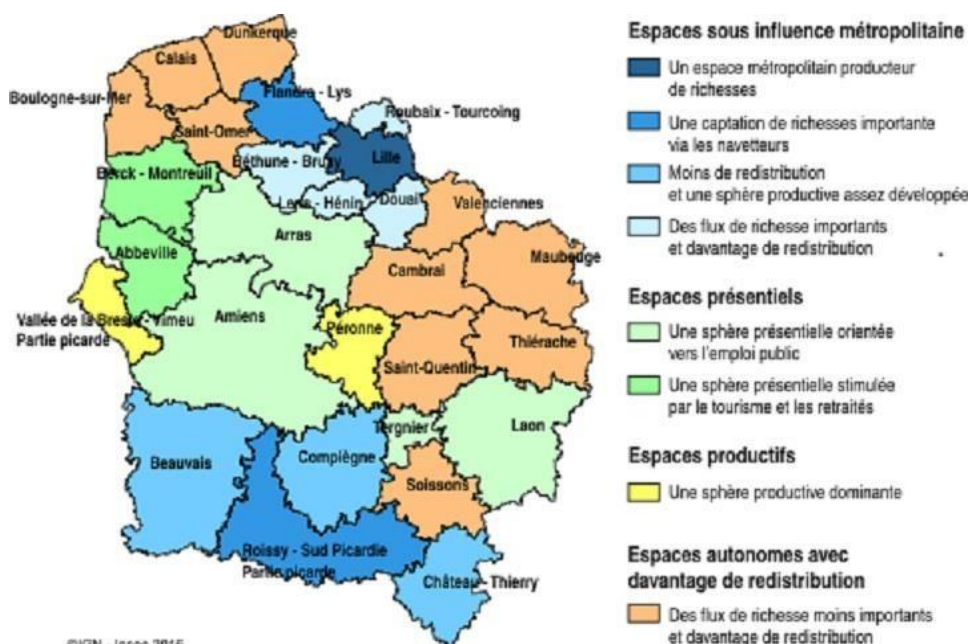 Dunkerque
Calais
Boulogne-sur-Mer
Flandre - Lys
Saint-Omer
Roubaix - Tourcoing
Béthune - Bruay
Lille
Berck - Montreuil
Lens - Hénin
Douai
Valenciennes
Arras
Maubeuge
Abbeville
Cambrai
Vallée de la Bresle - Vimeu
Partie picarde
Amiens
Péronne
Thiérache
Saint-Quentin
Tergnier
Laon
Beauvais
Compiègne
Soissons
Roissy - Sud Picardie
Partie picarde
Château - Thierry
©IGN - Insee 2015
Espaces sous influence métropolitaine
Un espace métropolitain producteur
de richesses
Une captation de richesses importante
via les navetteurs
Moins de redistribution
et une sphère productive assez développée
Des flux de richesse importants
et davantage de redistribution
Espaces présentiels
Une sphère présentielle orientée
vers l'emploi public
Une sphère présentielle stimulée
par le tourisme et les retraités
Espaces productifs
Une sphère productive dominante
Espaces autonomes avec
davantage de redistribution
Des flux de richesse moins importants
et davantage de redistribution